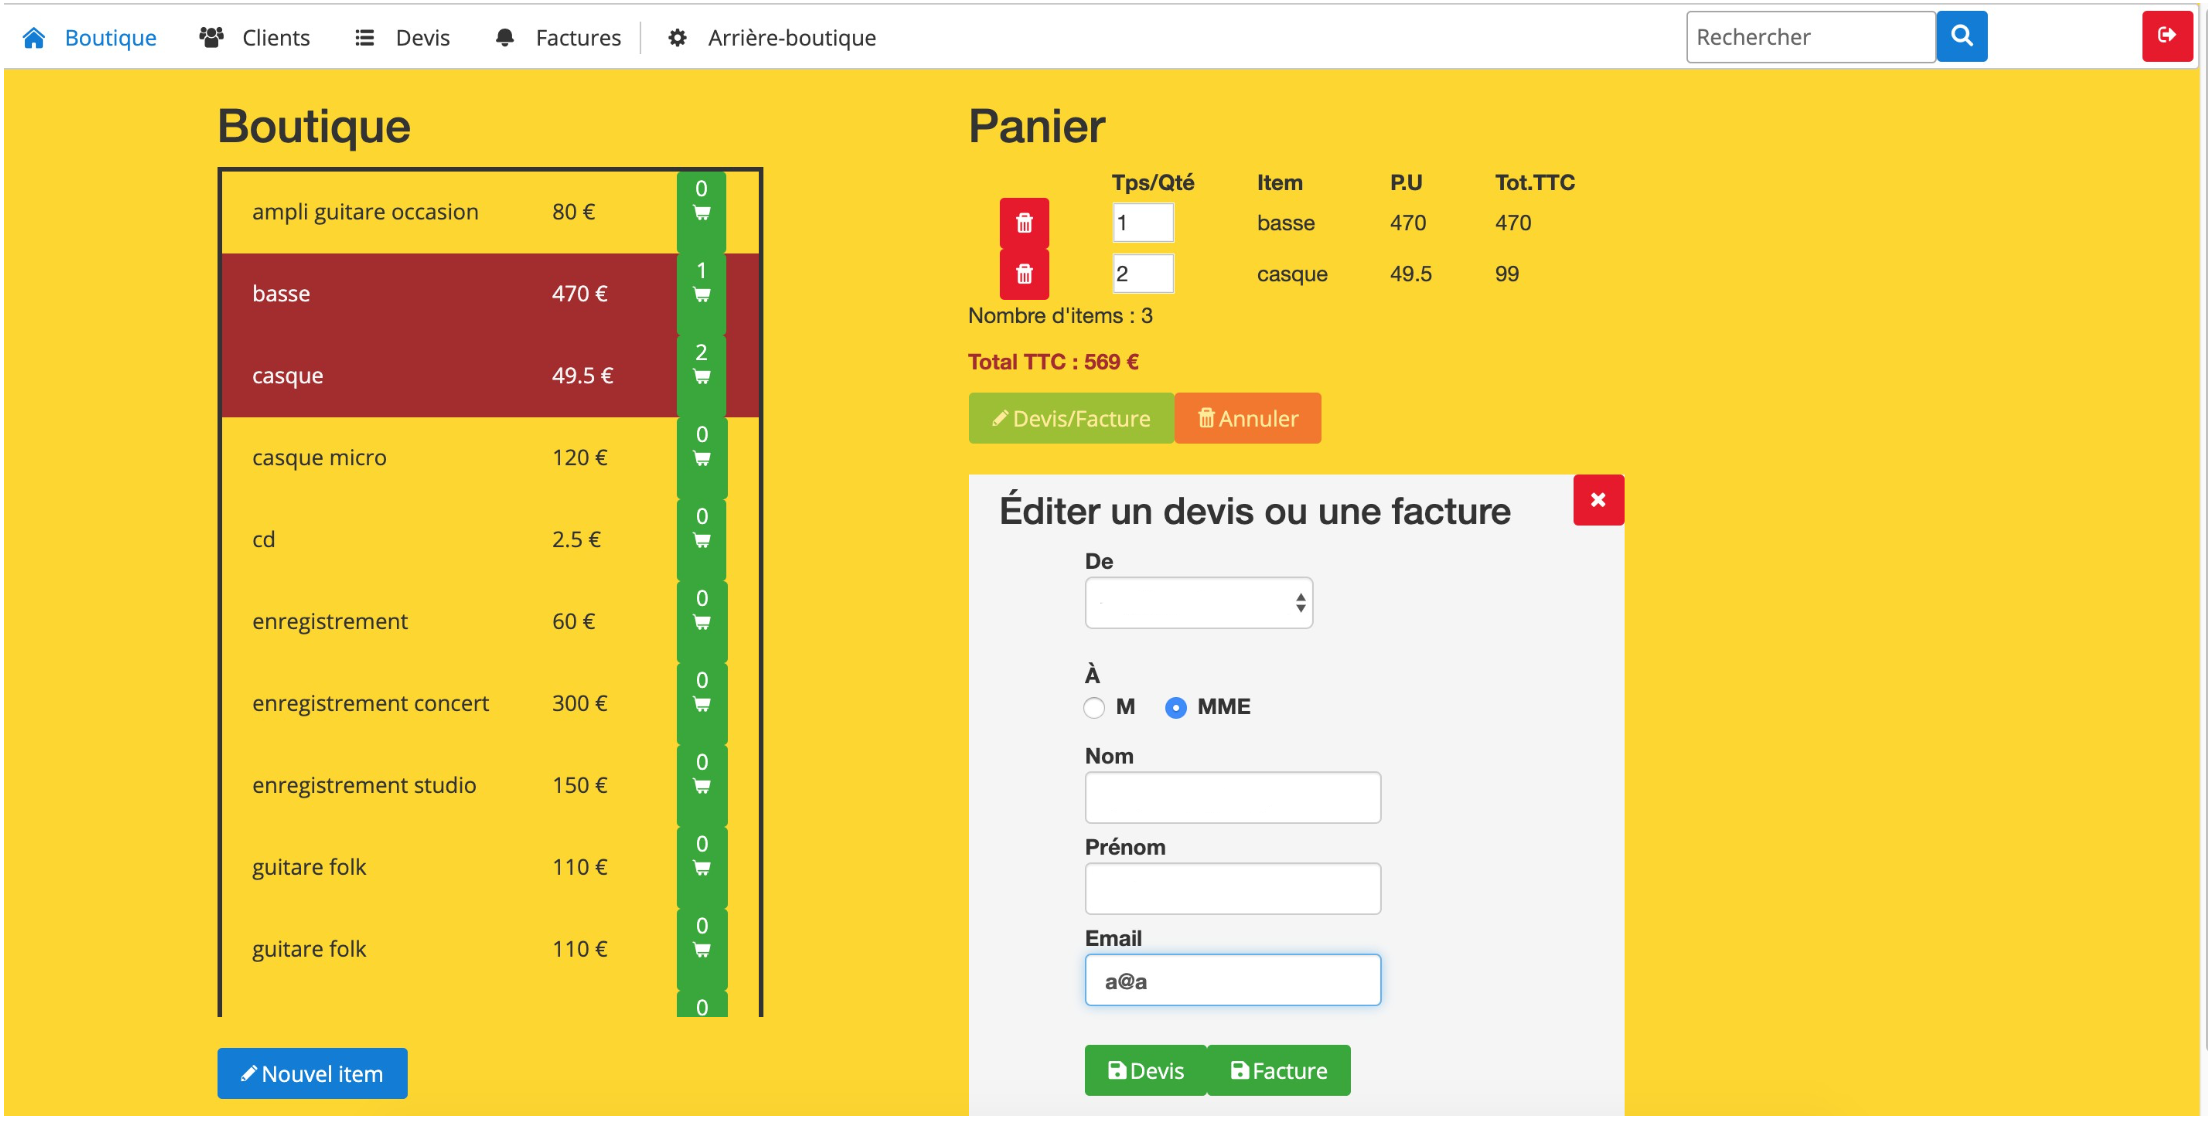 Boutique Clients Devis Factures Arrière-boutique Rechercher
Boutique
ampli guitare occasion 80 € 0
basse 470 € 1
casque 49.5 € 2
casque micro 120 € 0
cd 2.5 € 0
enregistrement 60 € 0
enregistrement concert 300 € 0
enregistrement studio 150 € 0
guitare folk 110 € 0
guitare folk 110 € 0
0
Nouvel item
Panier
Tps/Qté Item P.U Tot.TTC
1 basse 470 470
2 casque 49.5 99
Nombre d'items : 3
Total TTC : 569 €
Devis/Facture Annuler
Éditer un devis ou une facture
De
À
M MME
Nom
Prénom
Email
a@a
Devis Facture